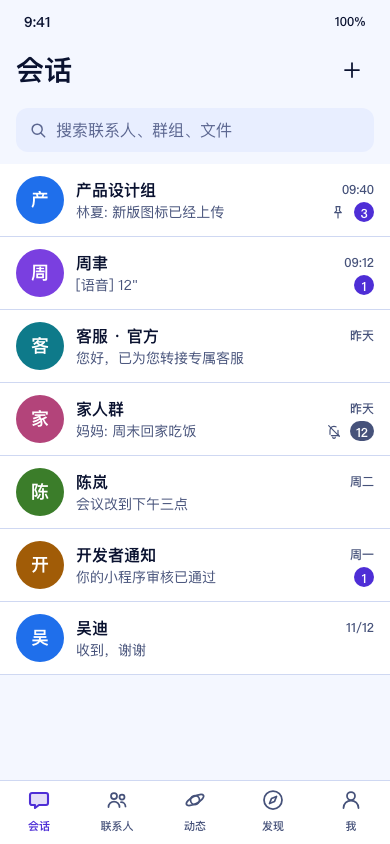 9:41
100%
会话
搜索联系人、群组、文件
产
产品设计组
09:40
林夏: 新版图标已经上传
3
周
周聿
09:12
[语音] 12"
1
客
客服 · 官方
昨天
您好，已为您转接专属客服
家
家人群
昨天
妈妈: 周末回家吃饭
12
陈
陈岚
周二
会议改到下午三点
开
开发者通知
周一
你的小程序审核已通过
1
吴
吴迪
11/12
收到，谢谢
会话
联系人
动态
发现
我